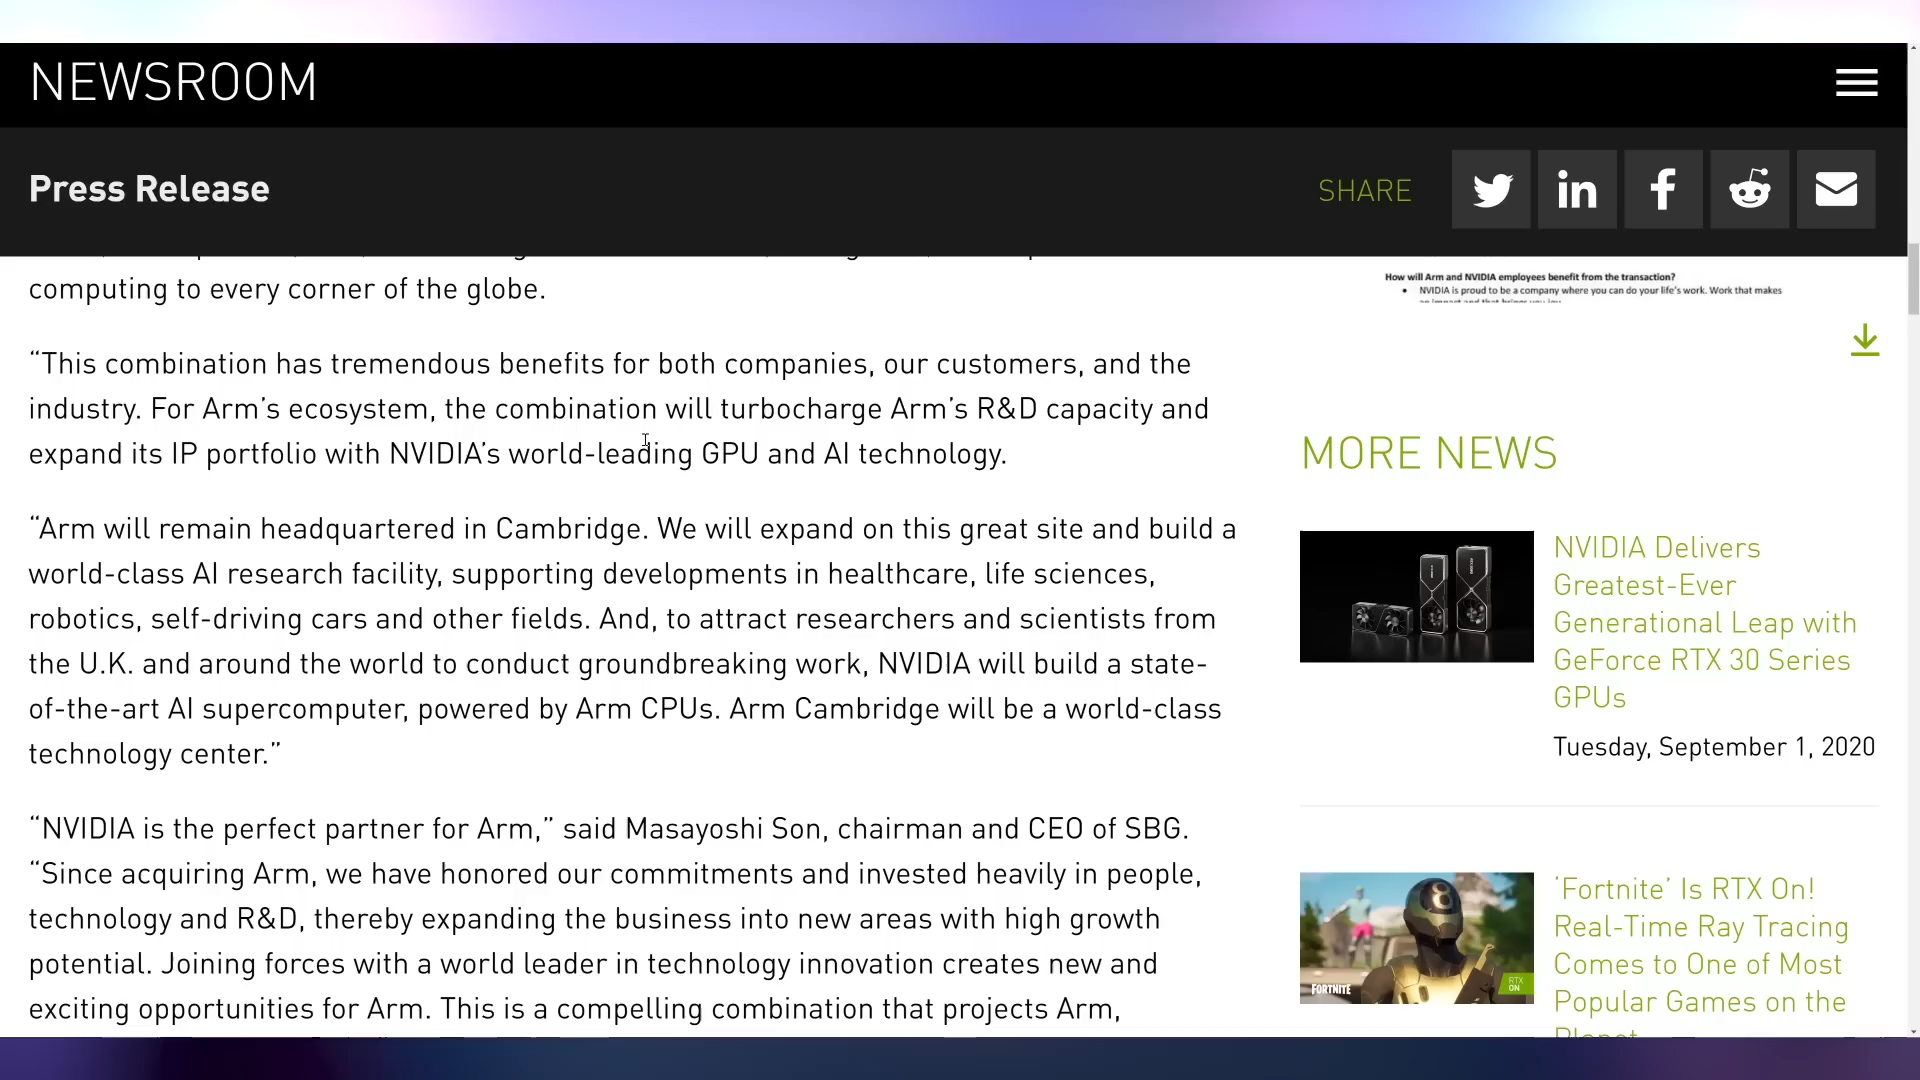 NEWSROOM
Press Release
SHARE
computing to every corner of the globe.
“This combination has tremendous benefits for both companies, our customers, and the
industry. For Arm’s ecosystem, the combination will turbocharge Arm’s R&D capacity and
expand its IP portfolio with NVIDIA’s world-leading GPU and AI technology.
“Arm will remain headquartered in Cambridge. We will expand on this great site and build a
world-class AI research facility, supporting developments in healthcare, life sciences,
robotics, self-driving cars and other fields. And, to attract researchers and scientists from
the U.K. and around the world to conduct groundbreaking work, NVIDIA will build a state-
of-the-art AI supercomputer, powered by Arm CPUs. Arm Cambridge will be a world-class
technology center.”
“NVIDIA is the perfect partner for Arm,” said Masayoshi Son, chairman and CEO of SBG.
“Since acquiring Arm, we have honored our commitments and invested heavily in people,
technology and R&D, thereby expanding the business into new areas with high growth
potential. Joining forces with a world leader in technology innovation creates new and
exciting opportunities for Arm. This is a compelling combination that projects Arm,
How will Arm and NVIDIA employees benefit from the transaction?
• NVIDIA is proud to be a company where you can do your life’s work. Work that makes
MORE NEWS
NVIDIA Delivers
Greatest-Ever
Generational Leap with
GeForce RTX 30 Series
GPUs
Tuesday, September 1, 2020
FORTNITE
RTX
ON
‘Fortnite’ Is RTX On!
Real-Time Ray Tracing
Comes to One of Most
Popular Games on the
Planet